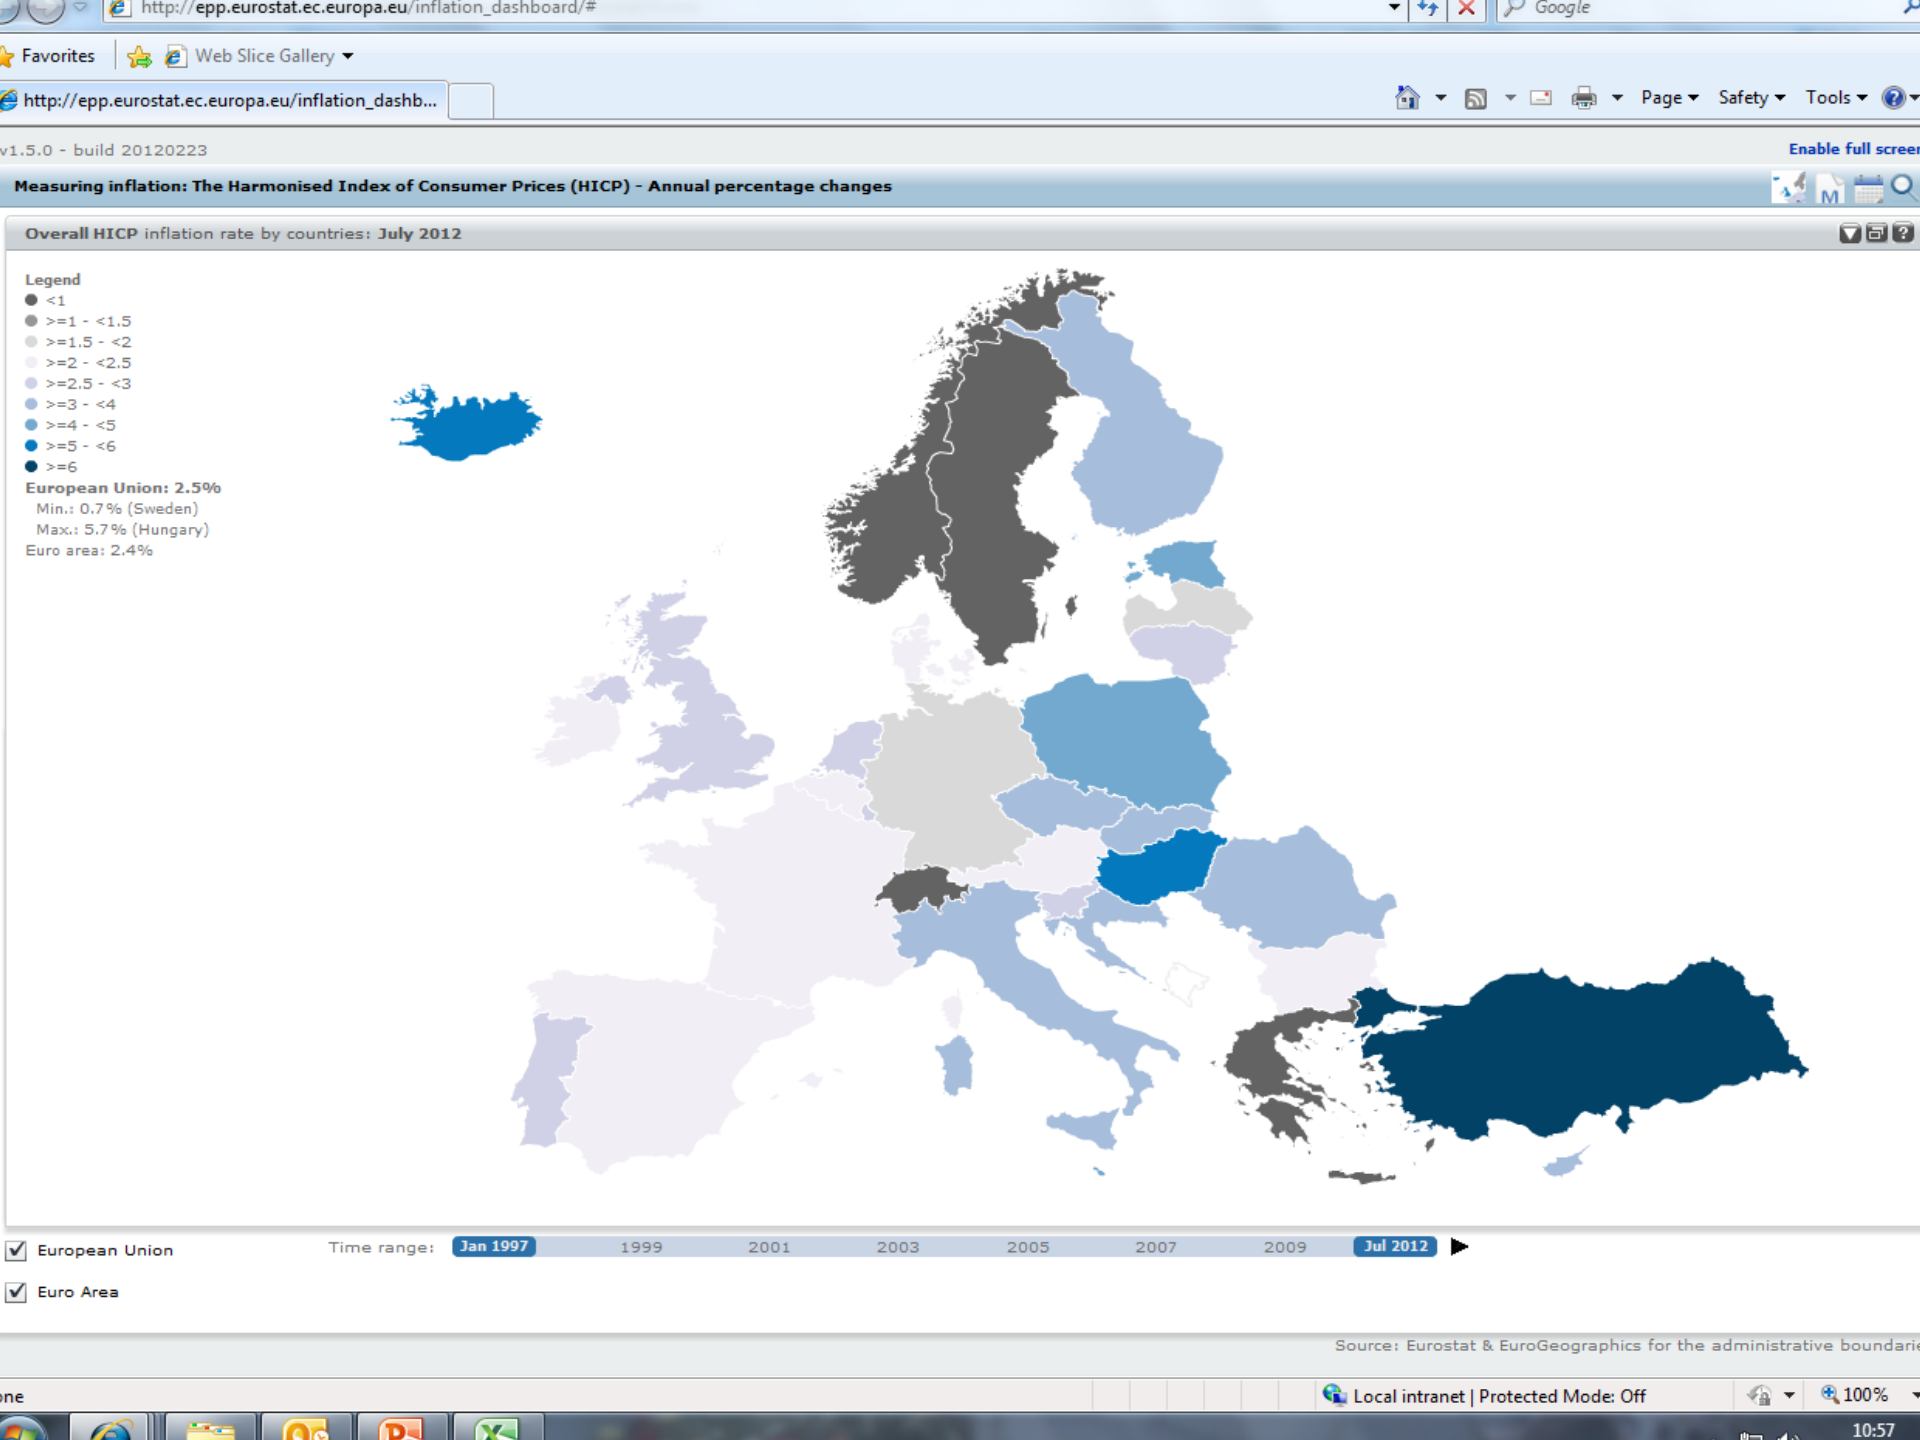 http://epp.eurostat.ec.europa.eu/inflation_dashboard/#
Google
Favorites
Web Slice Gallery
http://epp.eurostat.ec.europa.eu/inflation_dashb...
Page
Safety
Tools
v1.5.0 - build 20120223
Enable full screen
Measuring inflation: The Harmonised Index of Consumer Prices (HICP) - Annual percentage changes
M
Overall HICP inflation rate by countries: July 2012
Legend
<1
>=1 - <1.5
>=1.5 - <2
>=2 - <2.5
>=2.5 - <3
>=3 - <4
>=4 - <5
>=5 - <6
>=6
European Union: 2.5%
Min.: 0.7% (Sweden)
Max.: 5.7% (Hungary)
Euro area: 2.4%
European Union
Time range: Jan 1997 1999 2001 2003 2005 2007 2009 Jul 2012
Euro Area
Source: Eurostat & EuroGeographics for the administrative boundarie
one
Local intranet | Protected Mode: Off
100%
10:57